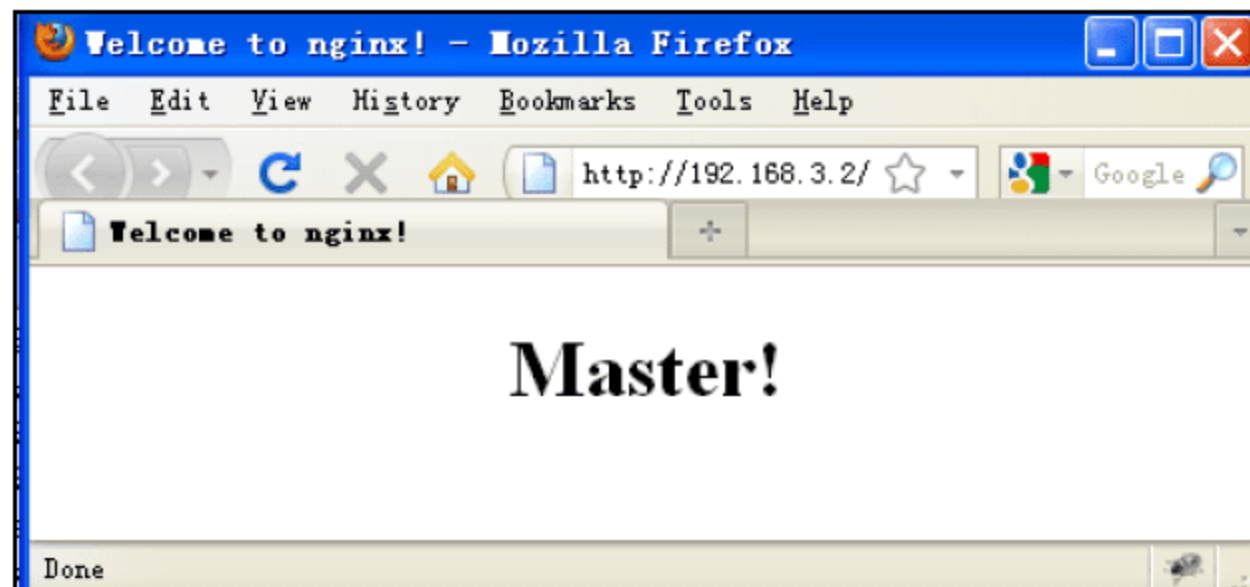 Welcome to nginx! - Mozilla Firefox
File Edit View History Bookmarks Tools Help
http://192.168.3.2/ Google
Welcome to nginx!
Master!
Done